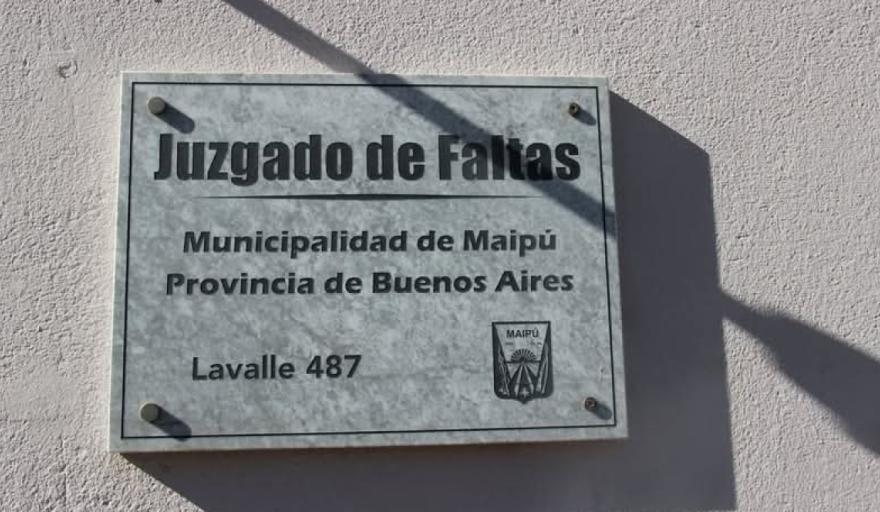 Juzgado de Faltas
Municipalidad de Maipú
Provincia de Buenos Aires
Lavalle 487
MAIPÚ